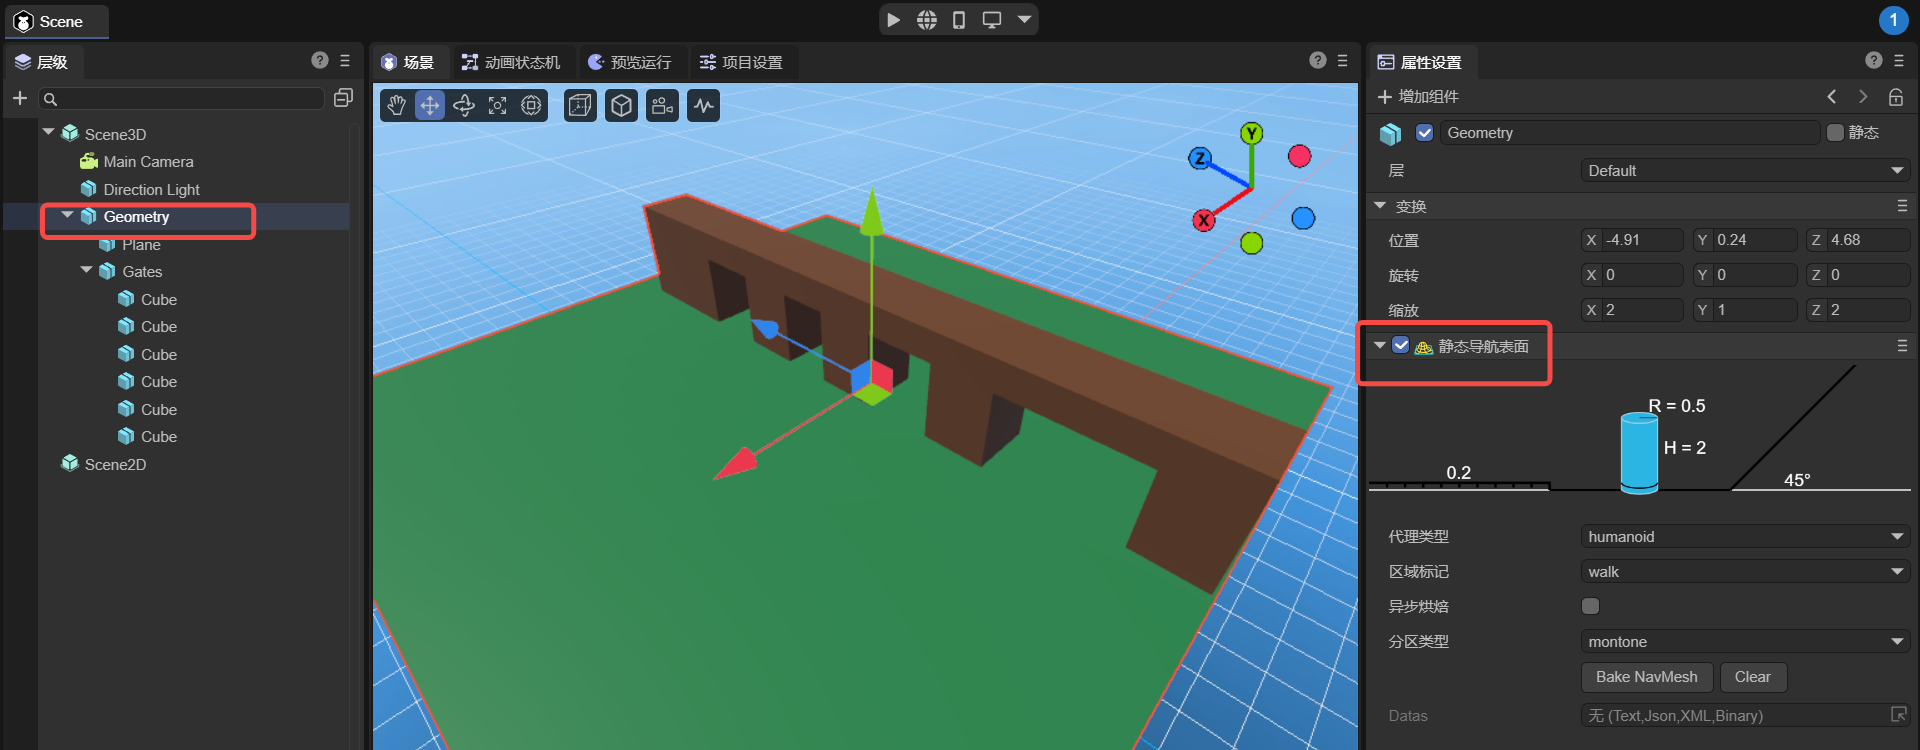 Scene
1
层级
Scene3D
Main Camera
Direction Light
Geometry
Plane
Gates
Cube
Cube
Cube
Cube
Cube
Cube
Scene2D
场景 动画状态机 预览运行 项目设置
Y
Z
X
属性设置
增加组件
Geometry 静态
层 Default
变换
位置 X -4.91 Y 0.24 Z 4.68
旋转 X 0 Y 0 Z 0
缩放 X 2 Y 1 Z 2
静态导航表面
R = 0.5
H = 2
0.2
45°
代理类型 humanoid
区域标记 walk
异步烘焙
分区类型 montone
Bake NavMesh Clear
Datas 无 (Text,Json,XML,Binary)